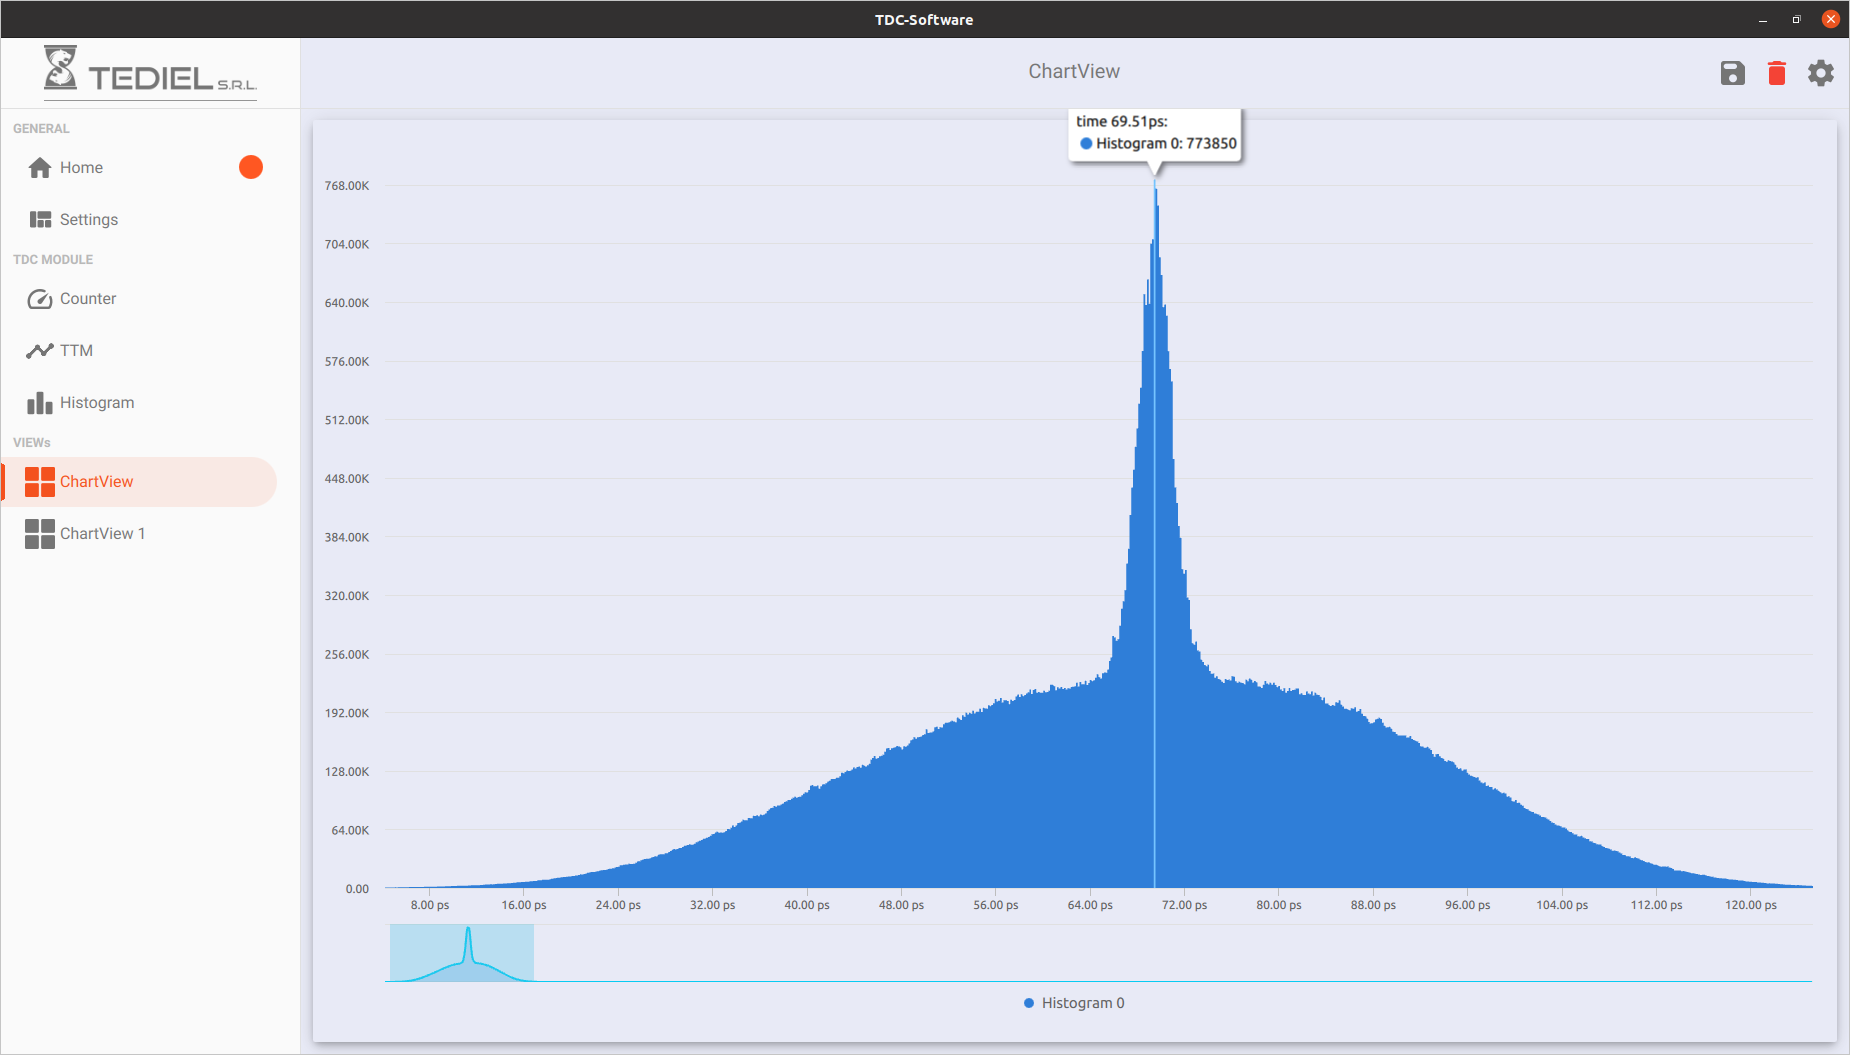 TDC-Software
TEDIEL S.R.L.
ChartView
GENERAL
Home
Settings
TDC MODULE
Counter
TTM
Histogram
VIEWs
ChartView
ChartView 1
time 69.51ps:
Histogram 0: 773850
768.00K
704.00K
640.00K
576.00K
512.00K
448.00K
384.00K
320.00K
256.00K
192.00K
128.00K
64.00K
0.00
8.00 ps 16.00 ps 24.00 ps 32.00 ps 40.00 ps 48.00 ps 56.00 ps 64.00 ps 72.00 ps 80.00 ps 88.00 ps 96.00 ps 104.00 ps 112.00 ps 120.00 ps
Histogram 0